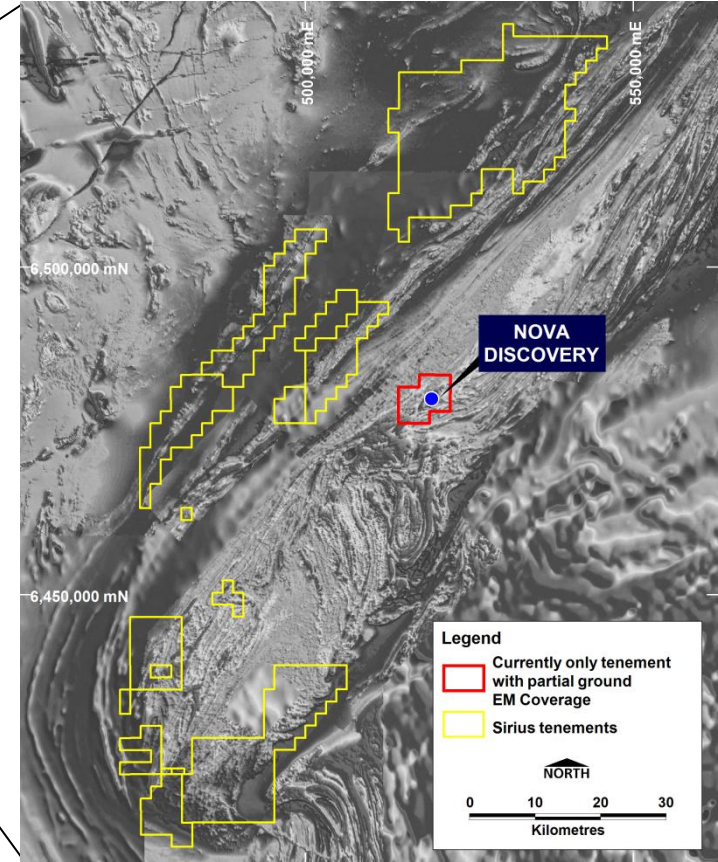 500,000 mE
550,000 mE
6,500,000 mN
NOVA
DISCOVERY
6,450,000 mN
Legend
Currently only tenement
with partial ground
EM Coverage
Sirius tenements
NORTH
0 10 20 30
Kilometres